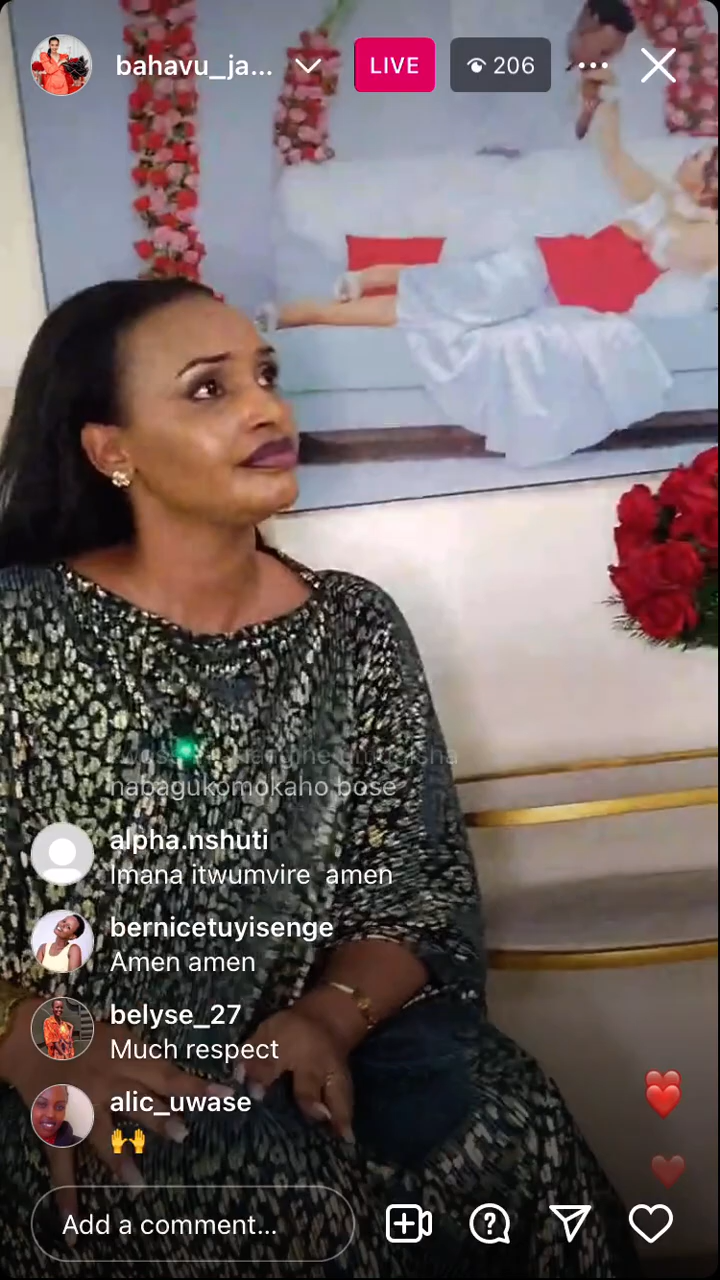 bahavu_ja...
LIVE
206
nabagukomokaho bose
alpha.nshuti
Imana itwumvire amen
bernicetuyisenge
Amen amen
belyse_27
Much respect
alic_uwase
🙌
Add a comment...